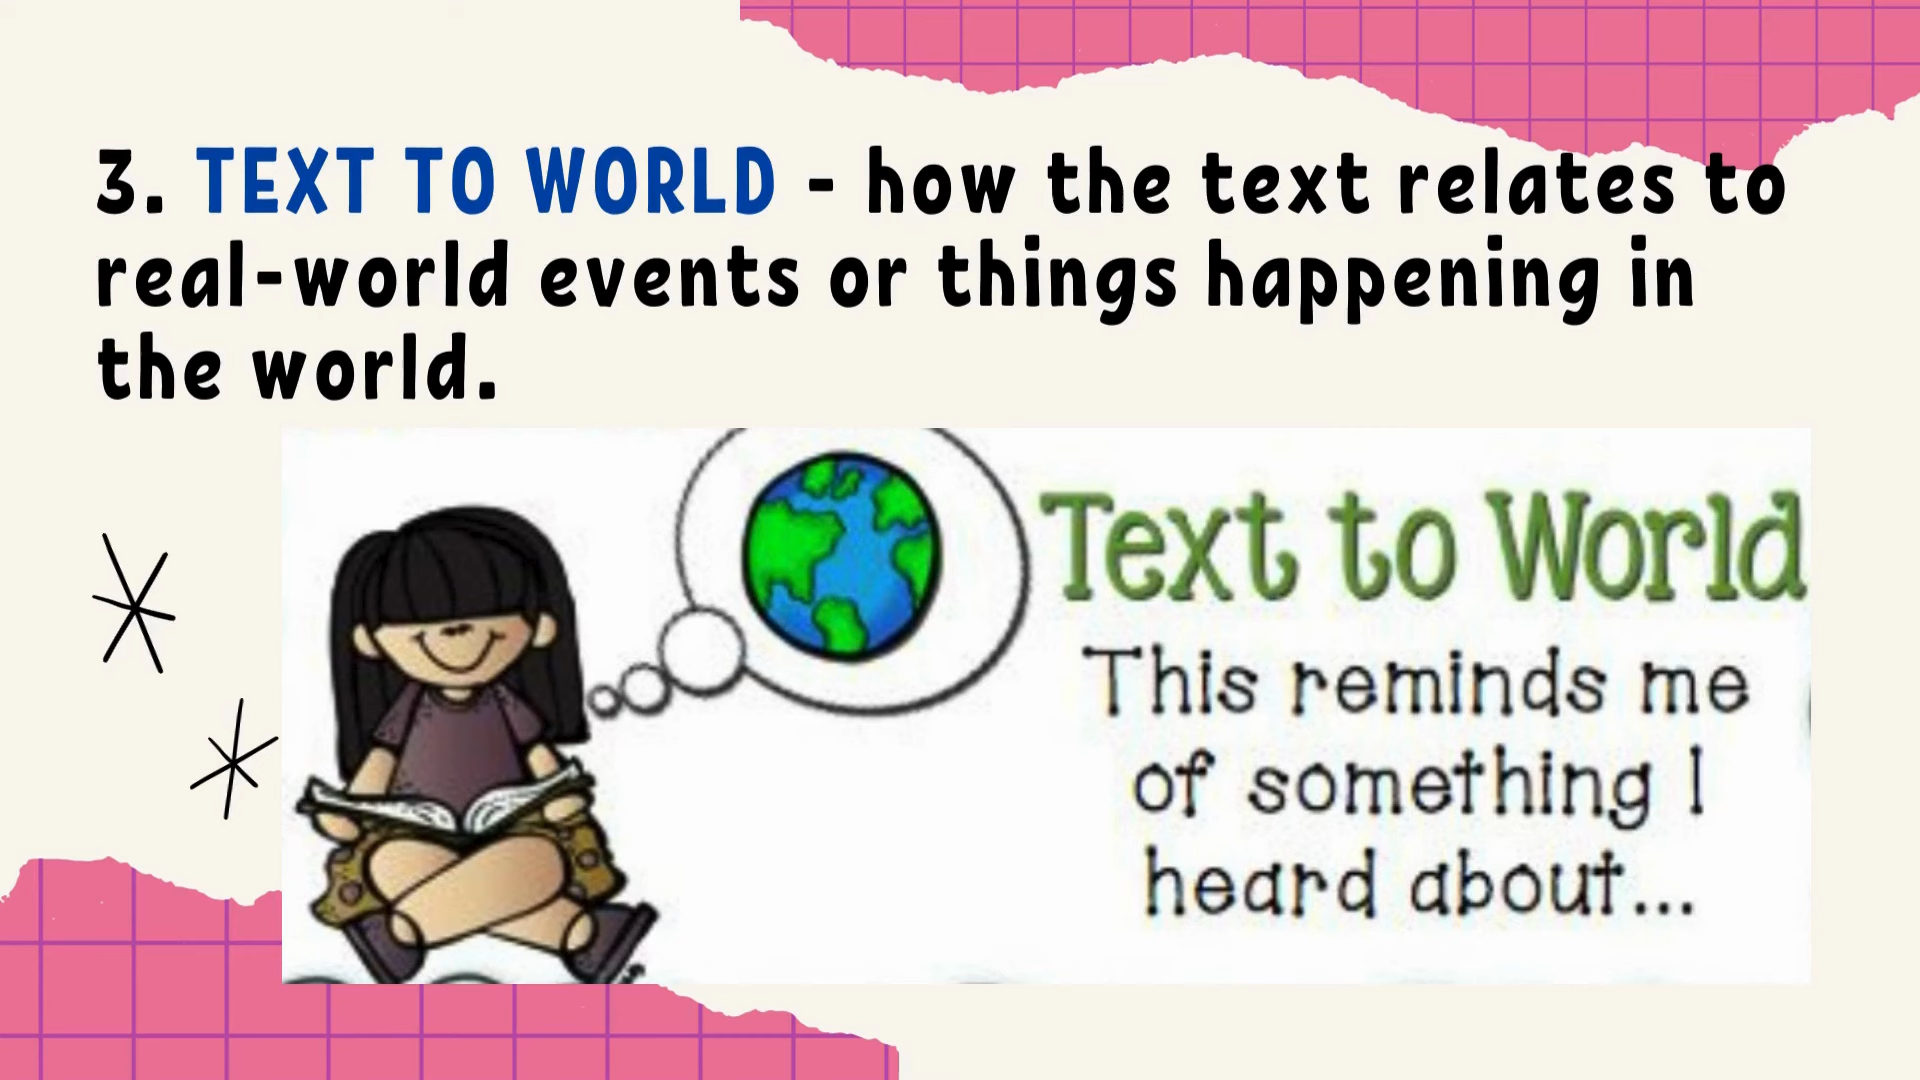 3. TEXT TO WORLD - how the text relates to
real-world events or things happening in
the world.
Text to World
This reminds me
of something I
heard about...